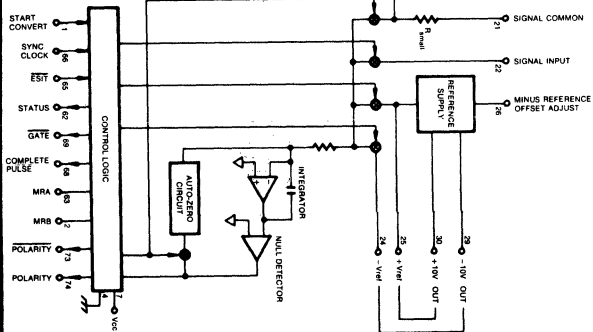 START
CONVERT
1
SYNC
CLOCK
66
ESIT
65
STATUS
62
GATE
69
COMPLETE
PULSE
68
MRA
63
MRB
2
POLARITY
73
POLARITY
74
CONTROL LOGIC
4
7
Vcc
AUTO-ZERO
CIRCUIT
+
-
INTEGRATOR
NULL DETECTOR
R
small
21
SIGNAL COMMON
22
SIGNAL INPUT
REFERENCE
SUPPLY
26
MINUS REFERENCE
OFFSET ADJUST
24
- Vref
25
+ Vref
30
+10V OUT
29
-10V OUT